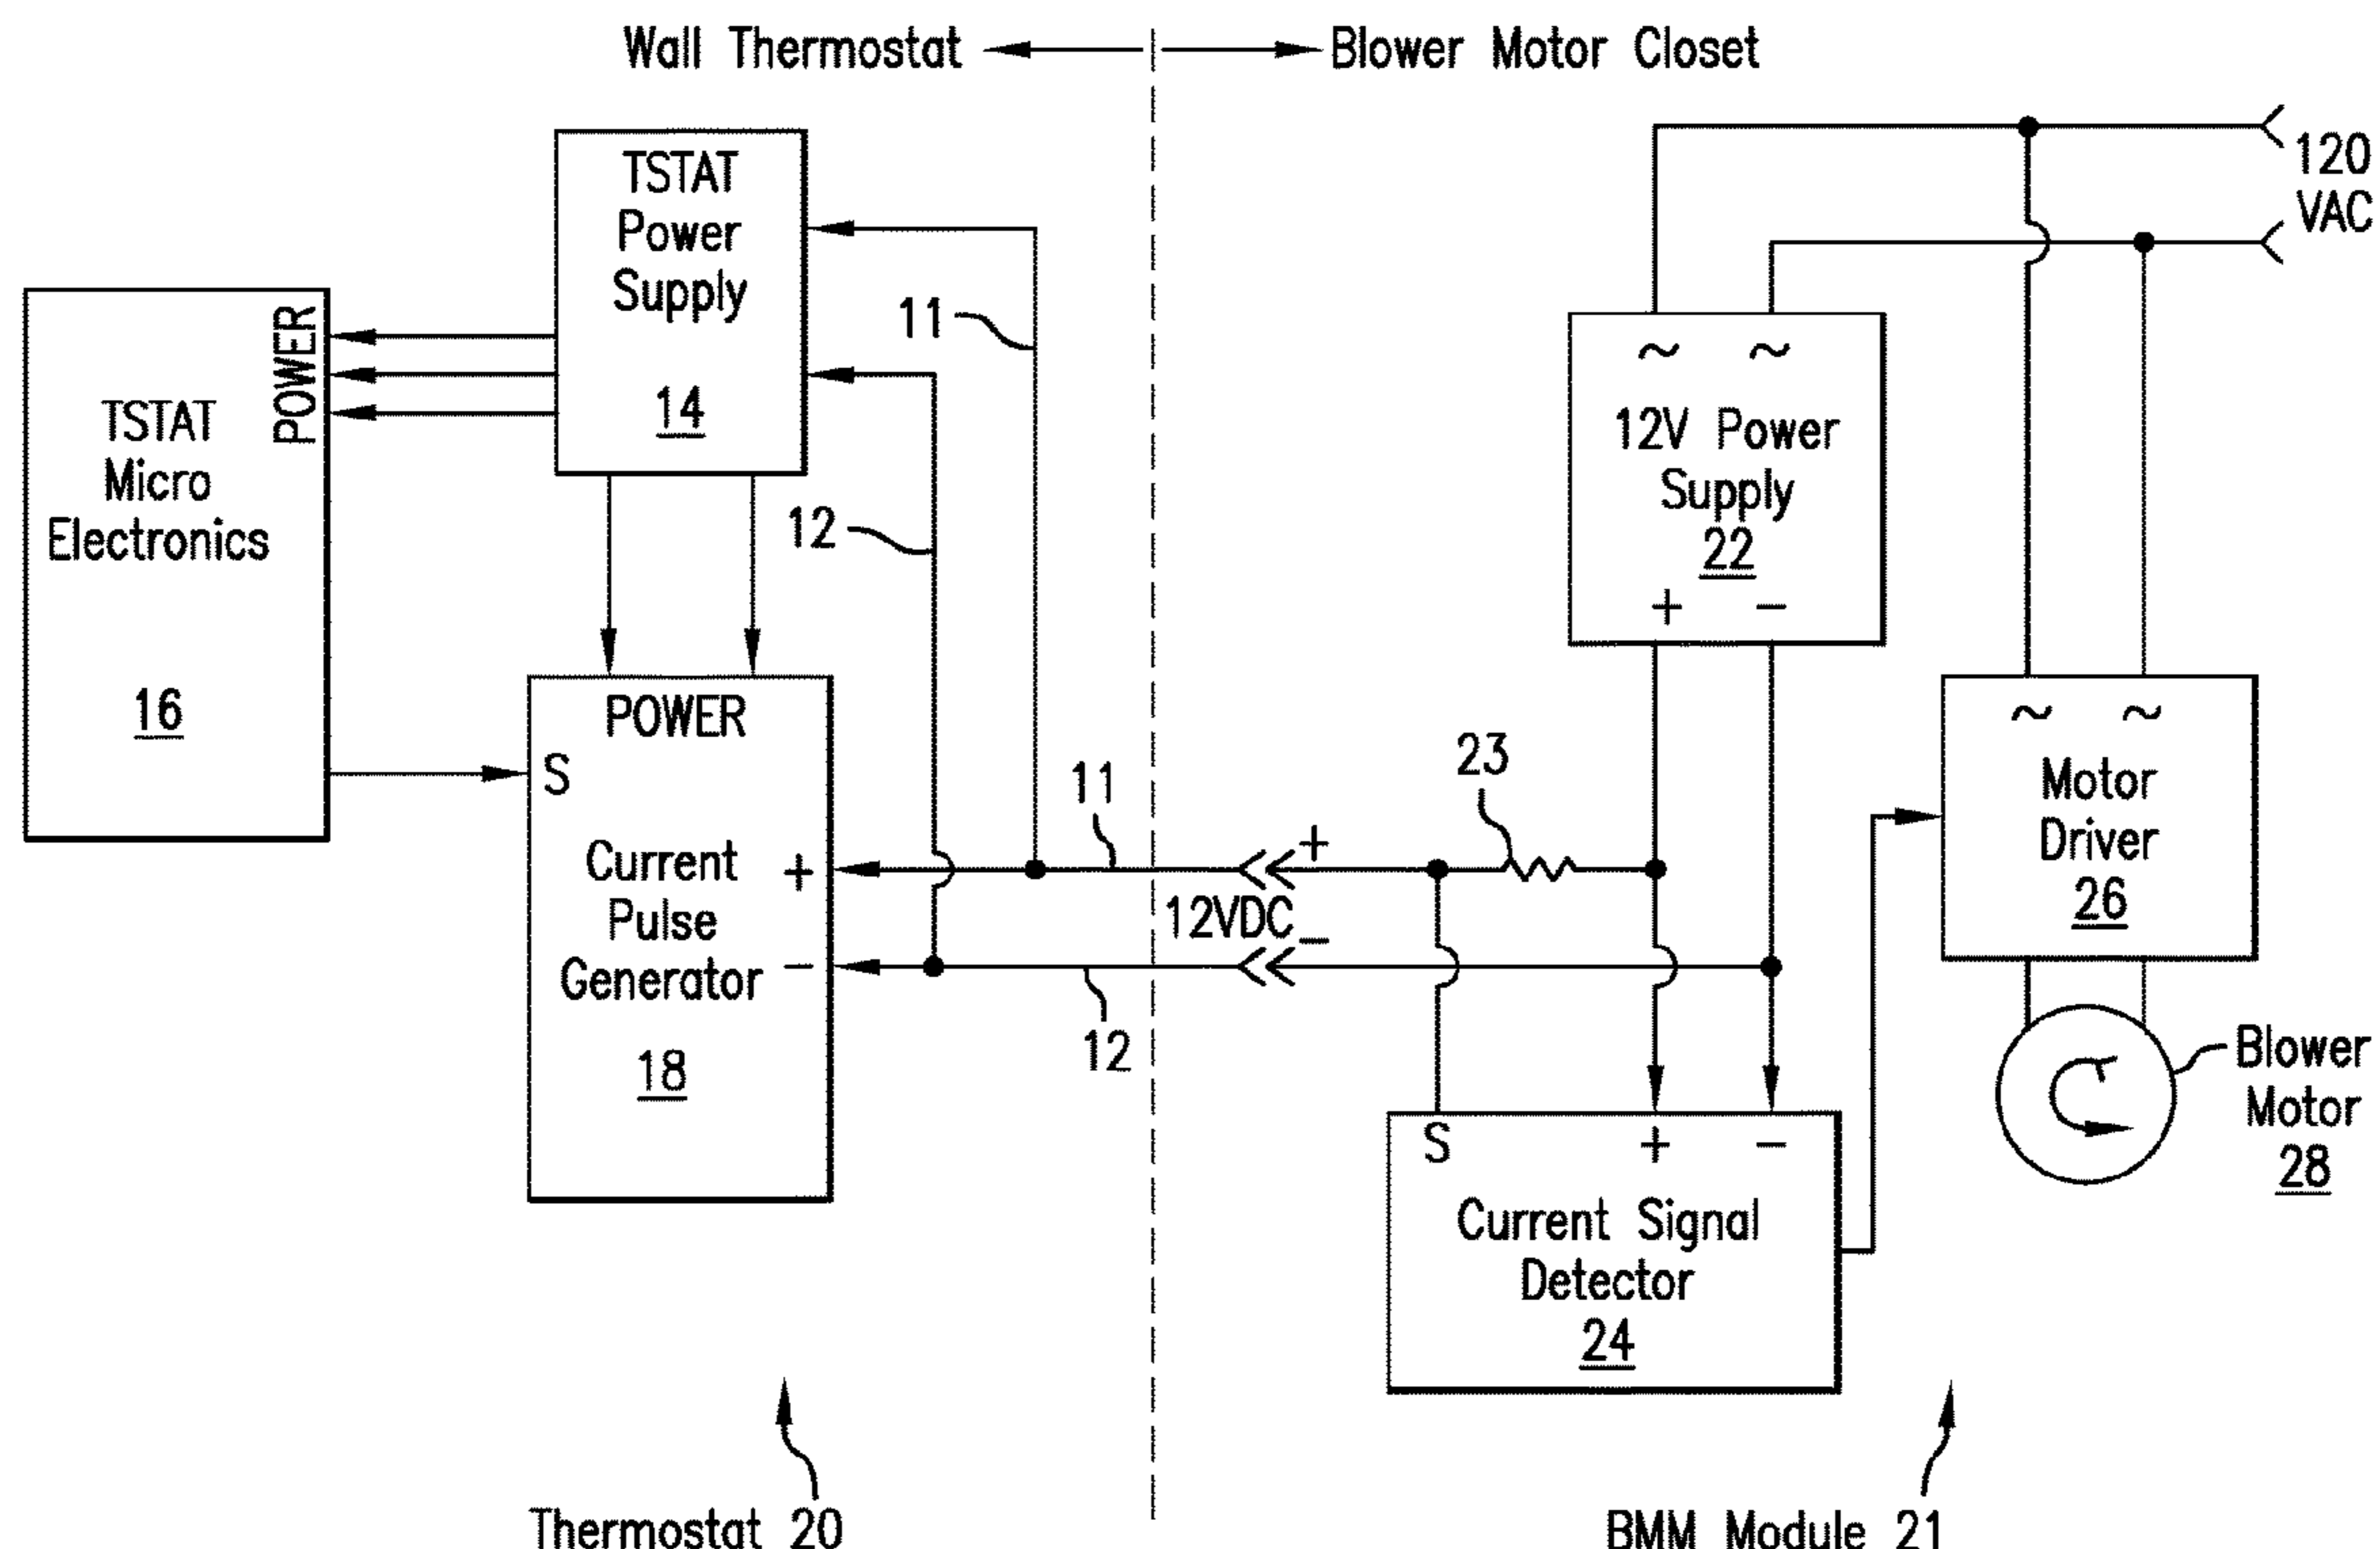 Wall Thermostat
Blower Motor Closet
120
VAC
TSTAT
Power
Supply
14
11
POWER
TSTAT
Micro
Electronics
16
12
~ ~
12V Power
Supply
22
+ −
POWER
S
Current
Pulse
Generator
18
+
−
11
12
+
12VDC
−
23
~ ~
Motor
Driver
26
Blower
Motor
28
S + −
Current Signal
Detector
24
Thermostat 20
BMM Module 21